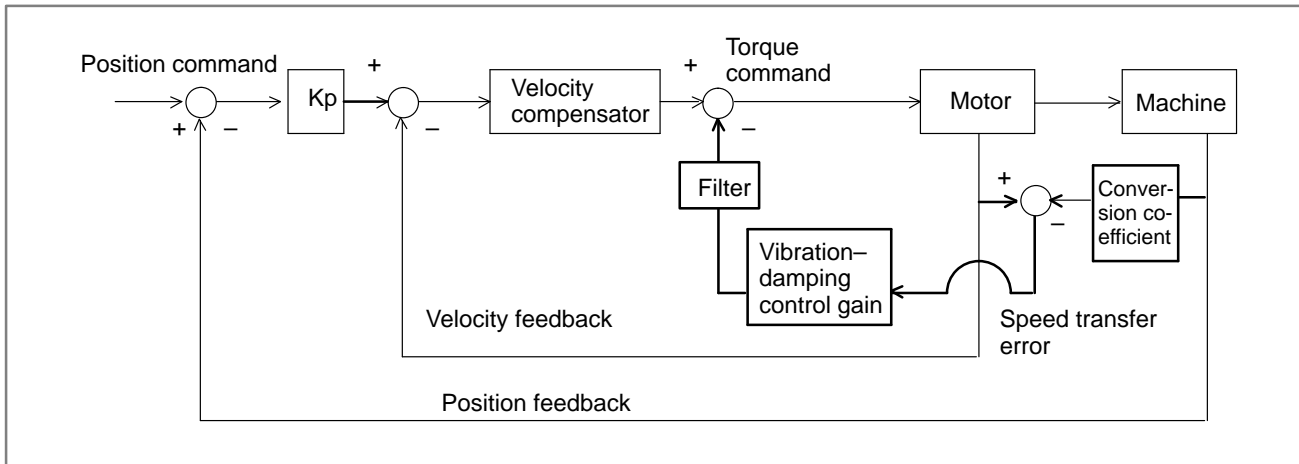 Position command
+
–
Kp
+
–
Velocity
compensator
+
–
Torque
command
Motor
Machine
Filter
+
–
Conver-
sion co-
efficient
Vibration–
damping
control gain
Velocity feedback
Speed transfer
error
Position feedback